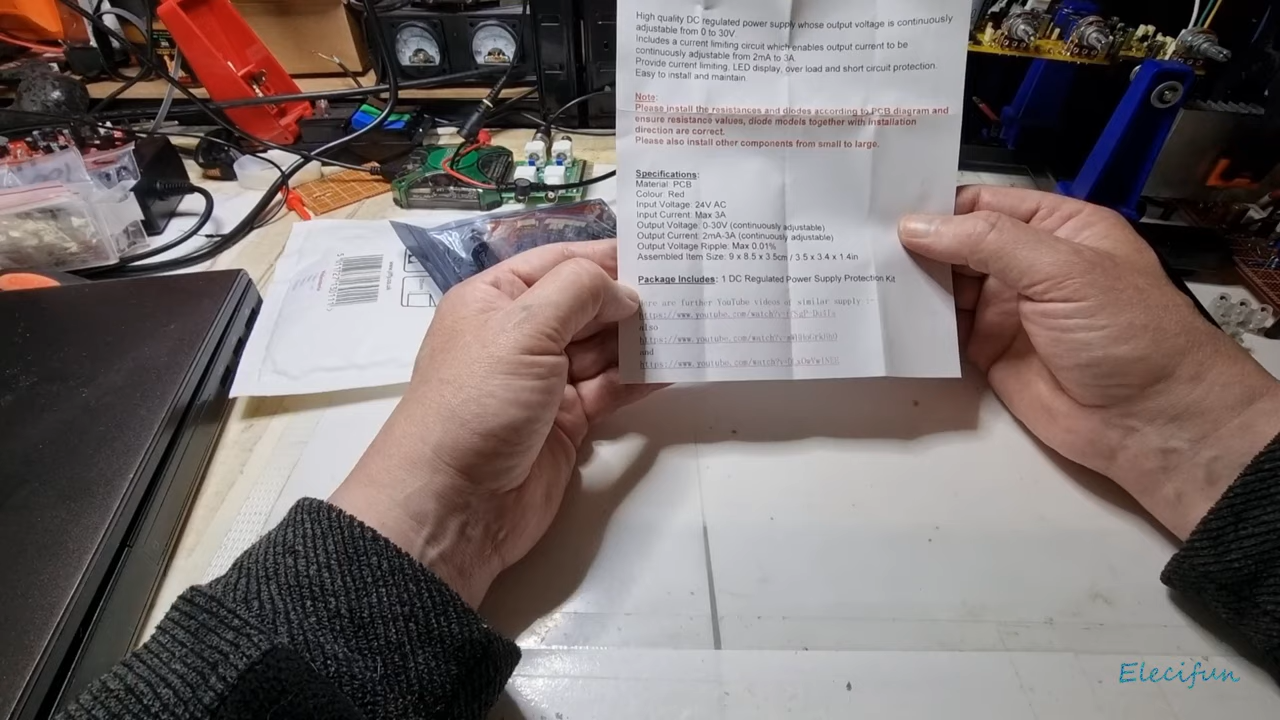 High quality DC regulated power supply whose output voltage is continuously
adjustable from 0 to 30V.
Includes a current limiting circuit which enables output current to be
continuously adjustable from 2mA to 3A.
Provide current limiting, LED display, over load and short circuit protection.
Easy to install and maintain.
Note:
Please install the resistances and diodes according to PCB diagram and
ensure resistance values, diode models together with installation
direction are correct.
Please also install other components from small to large.
Specifications:
Material: PCB
Colour: Red
Input Voltage: 24V AC
Input Current: Max 3A
Output Voltage: 0-30V (continuously adjustable)
Output Current: 2mA-3A (continuously adjustable)
Output Voltage Ripple: Max 0.01%
Assembled Item Size: 9 x 8.5 x 3.5cm / 3.5 x 3.4 x 1.4in
Package Includes: 1 DC Regulated Power Supply Protection Kit
ere are further YouTube videos of similar supply :-
also
and
Elecifun